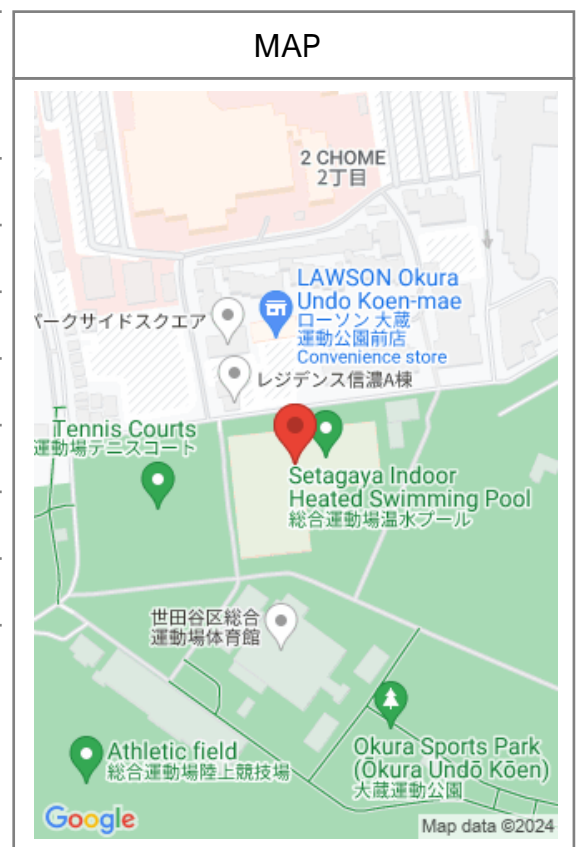 MAP
2 CHOME
2丁目
LAWSON Okura
Undo Koen-mae
ローソン 大蔵
運動公園前店
Convenience store
パークサイドスクエア
レジデンス信濃A棟
Tennis Courts
運動場テニスコート
Setagaya Indoor
Heated Swimming Pool
総合運動場温水プール
世田谷区総合
運動場体育館
Athletic field
総合運動場陸上競技場
Okura Sports Park
(Ōkura Undō Kōen)
大蔵運動公園
Google
Map data ©2024